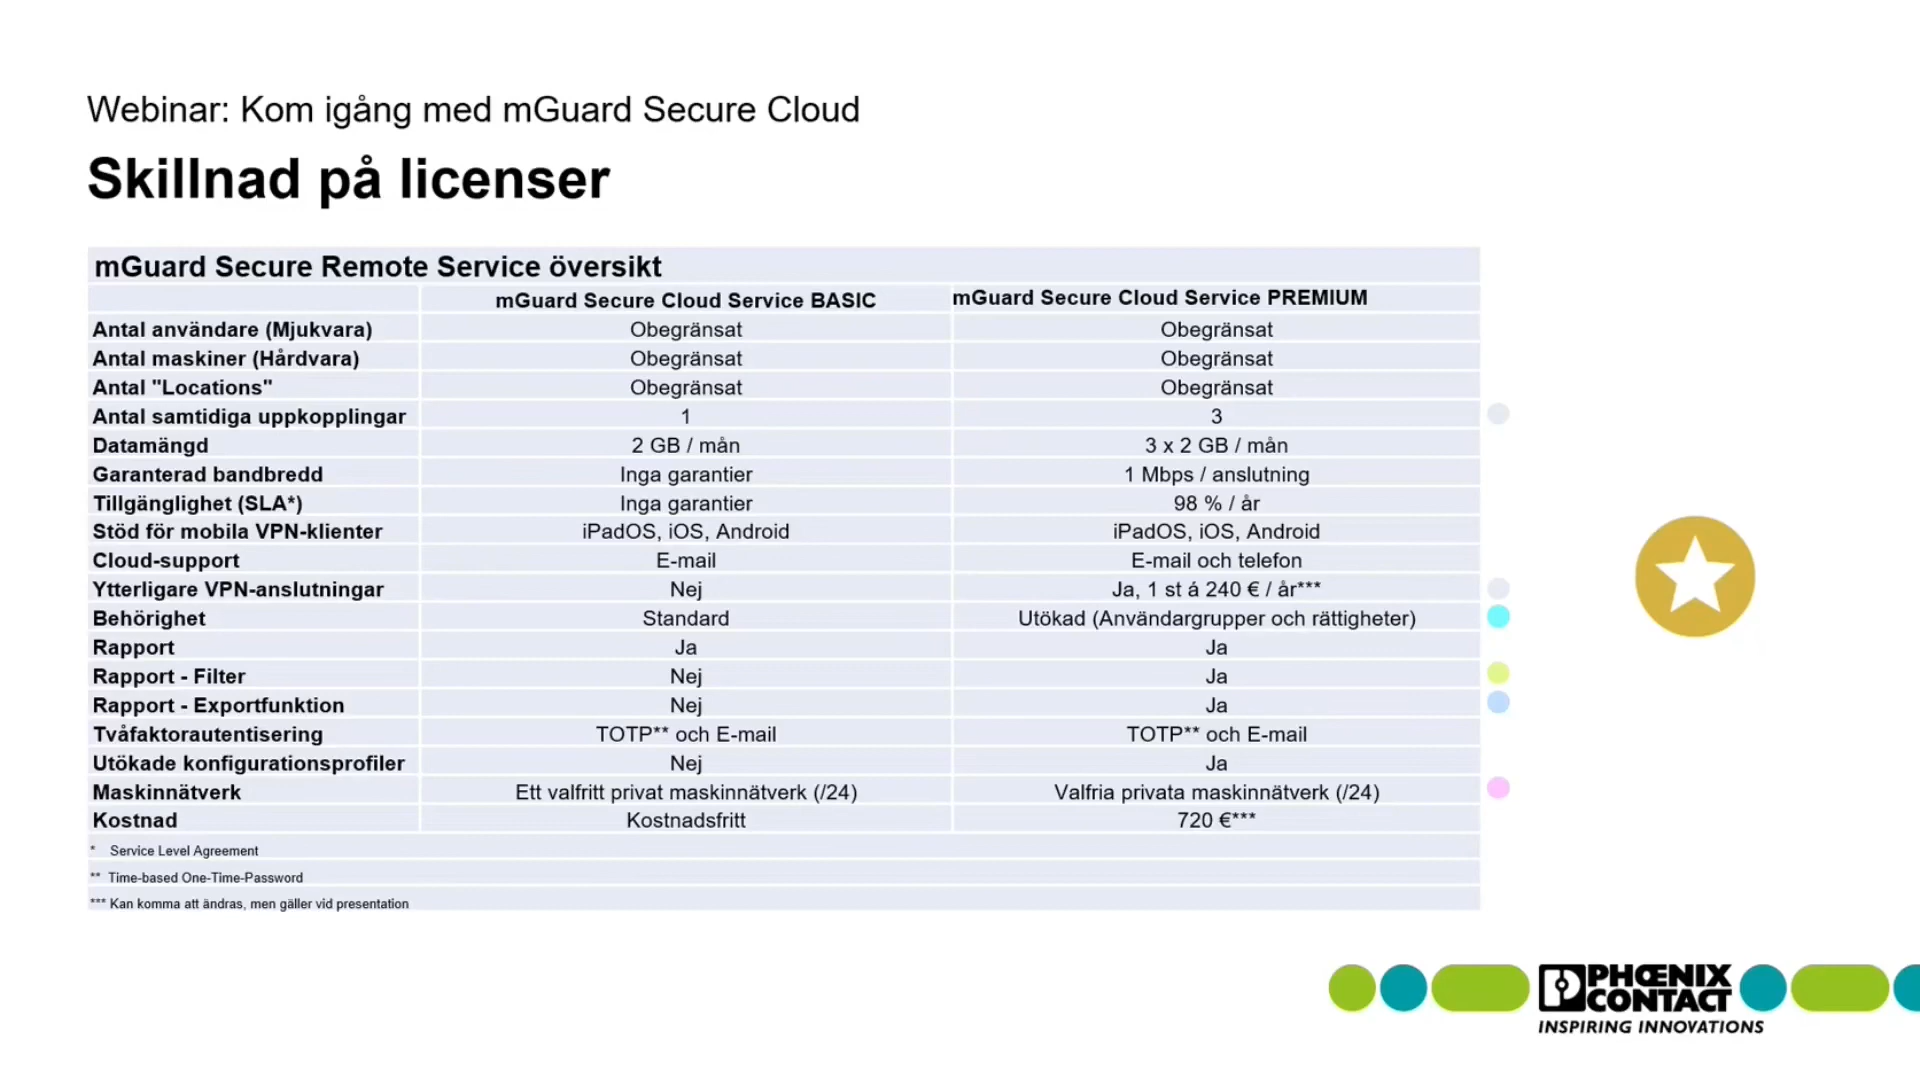 Webinar: Kom igång med mGuard Secure Cloud
Skillnad på licenser
mGuard Secure Remote Service översikt
mGuard Secure Cloud Service BASIC mGuard Secure Cloud Service PREMIUM
Antal användare (Mjukvara) Obegränsat Obegränsat
Antal maskiner (Hårdvara) Obegränsat Obegränsat
Antal "Locations" Obegränsat Obegränsat
Antal samtidiga uppkopplingar 1 3
Datamängd 2 GB / mån 3 x 2 GB / mån
Garanterad bandbredd Inga garantier 1 Mbps / anslutning
Tillgänglighet (SLA*) Inga garantier 98 % / år
Stöd för mobila VPN-klienter iPadOS, iOS, Android iPadOS, iOS, Android
Cloud-support E-mail E-mail och telefon
Ytterligare VPN-anslutningar Nej Ja, 1 st á 240 € / år***
Behörighet Standard Utökad (Användargrupper och rättigheter)
Rapport Ja Ja
Rapport - Filter Nej Ja
Rapport - Exportfunktion Nej Ja
Tvåfaktorautentisering TOTP** och E-mail TOTP** och E-mail
Utökade konfigurationsprofiler Nej Ja
Maskinnätverk Ett valfritt privat maskinnätverk (/24) Valfria privata maskinnätverk (/24)
Kostnad Kostnadsfritt 720 €***
* Service Level Agreement
** Time-based One-Time-Password
*** Kan komma att ändras, men gäller vid presentation
PHŒNIX
CONTACT
INSPIRING INNOVATIONS